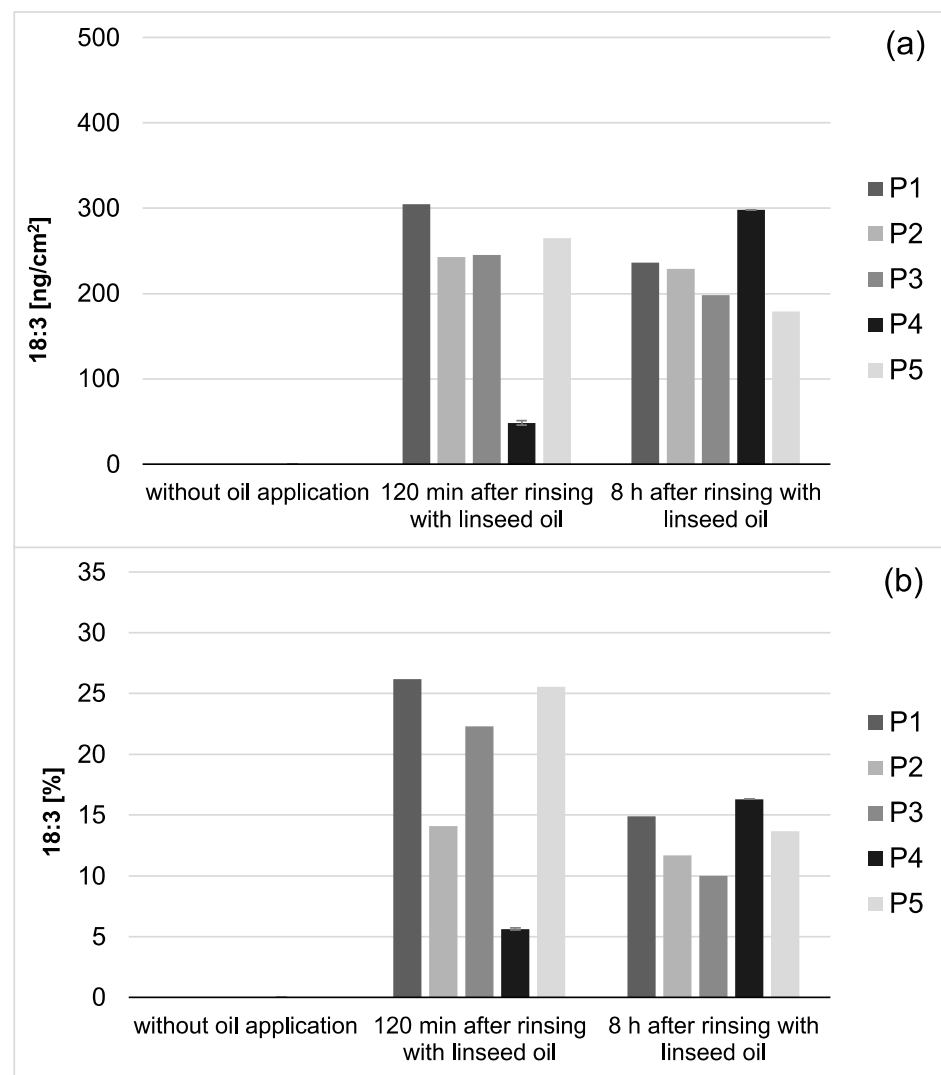 (a)
500
400
300
200
100
0
18:3 [ng/cm²]
without oil application
120 min after rinsing
with linseed oil
8 h after rinsing with
linseed oil
P1
P2
P3
P4
P5
(b)
35
30
25
20
15
10
5
0
18:3 [%]
without oil application
120 min after rinsing
with linseed oil
8 h after rinsing with
linseed oil
P1
P2
P3
P4
P5